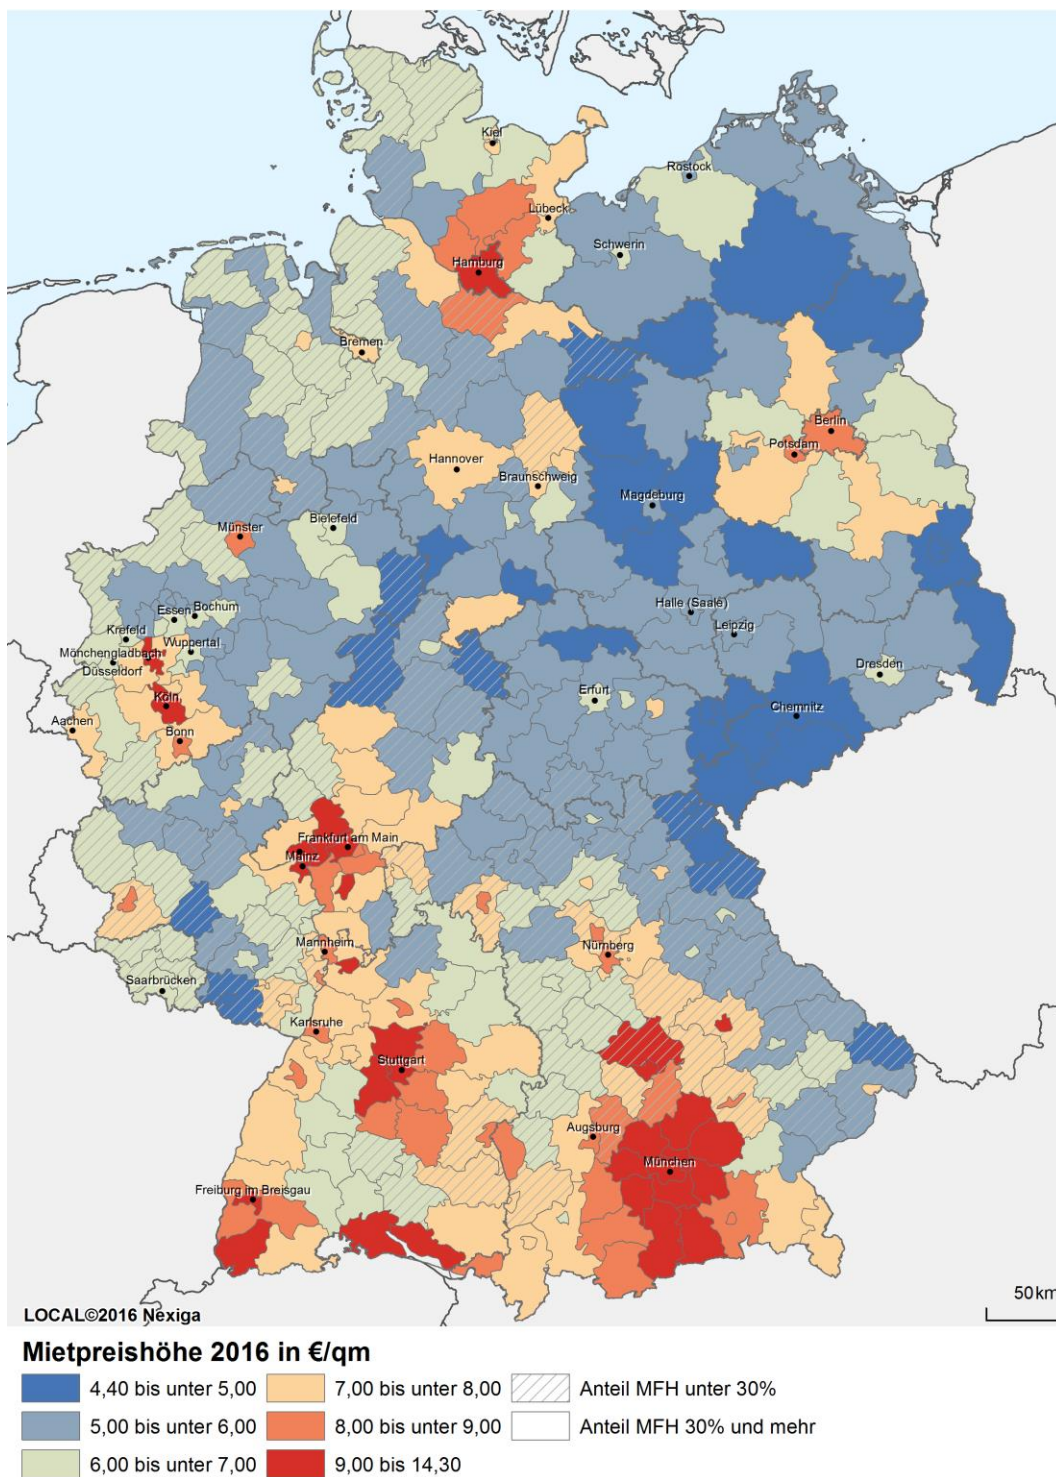 Kiel
Rostock
Lübeck
Schwerin
Hamburg
Bremen
Berlin
Potsdam
Hannover
Braunschweig
Magdeburg
Bielefeld
Münster
Essen
Bochum
Halle (Saale)
Krefeld
Leipzig
Wuppertal
Mönchengladbach
Düsseldorf
Dresden
Köln
Erfurt
Chemnitz
Aachen
Bonn
Frankfurt am Main
Mainz
Mannheim
Nürnberg
Saarbrücken
Karlsruhe
Stuttgart
Augsburg
München
Freiburg im Breisgau
50 km
LOCAL©2016 Nexiga
Mietpreishöhe 2016 in €/qm
4,40 bis unter 5,00
7,00 bis unter 8,00
Anteil MFH unter 30%
5,00 bis unter 6,00
8,00 bis unter 9,00
Anteil MFH 30% und mehr
6,00 bis unter 7,00
9,00 bis 14,30